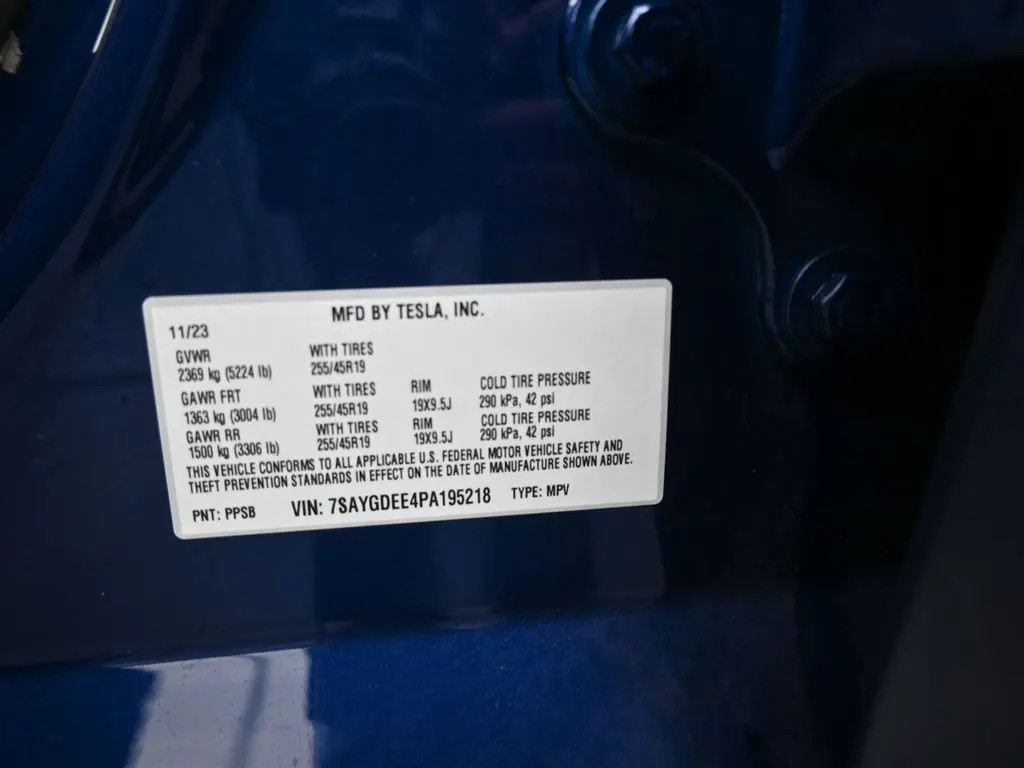 MFD BY TESLA, INC.
11/23
GVWR WITH TIRES
2369 kg (5224 lb) 255/45R19
GAWR FRT WITH TIRES RIM COLD TIRE PRESSURE
1363 kg (3004 lb) 255/45R19 19X9.5J 290 kPa, 42 psi
GAWR RR WITH TIRES RIM COLD TIRE PRESSURE
1500 kg (3306 lb) 255/45R19 19X9.5J 290 kPa, 42 psi
THIS VEHICLE CONFORMS TO ALL APPLICABLE U.S. FEDERAL MOTOR VEHICLE SAFETY AND
THEFT PREVENTION STANDARDS IN EFFECT ON THE DATE OF MANUFACTURE SHOWN ABOVE.
PNT: PPSB VIN: 7SAYGDEE4PA195218 TYPE: MPV